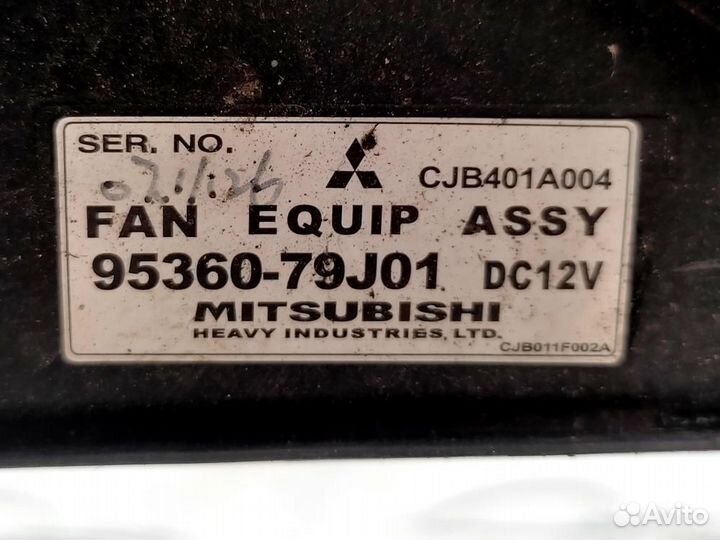 SER. NO.
CJB401A004
FAN EQUIP ASSY
95360-79J01 DC12V
MITSUBISHI
HEAVY INDUSTRIES, LTD.
CJB011F002A
Avito